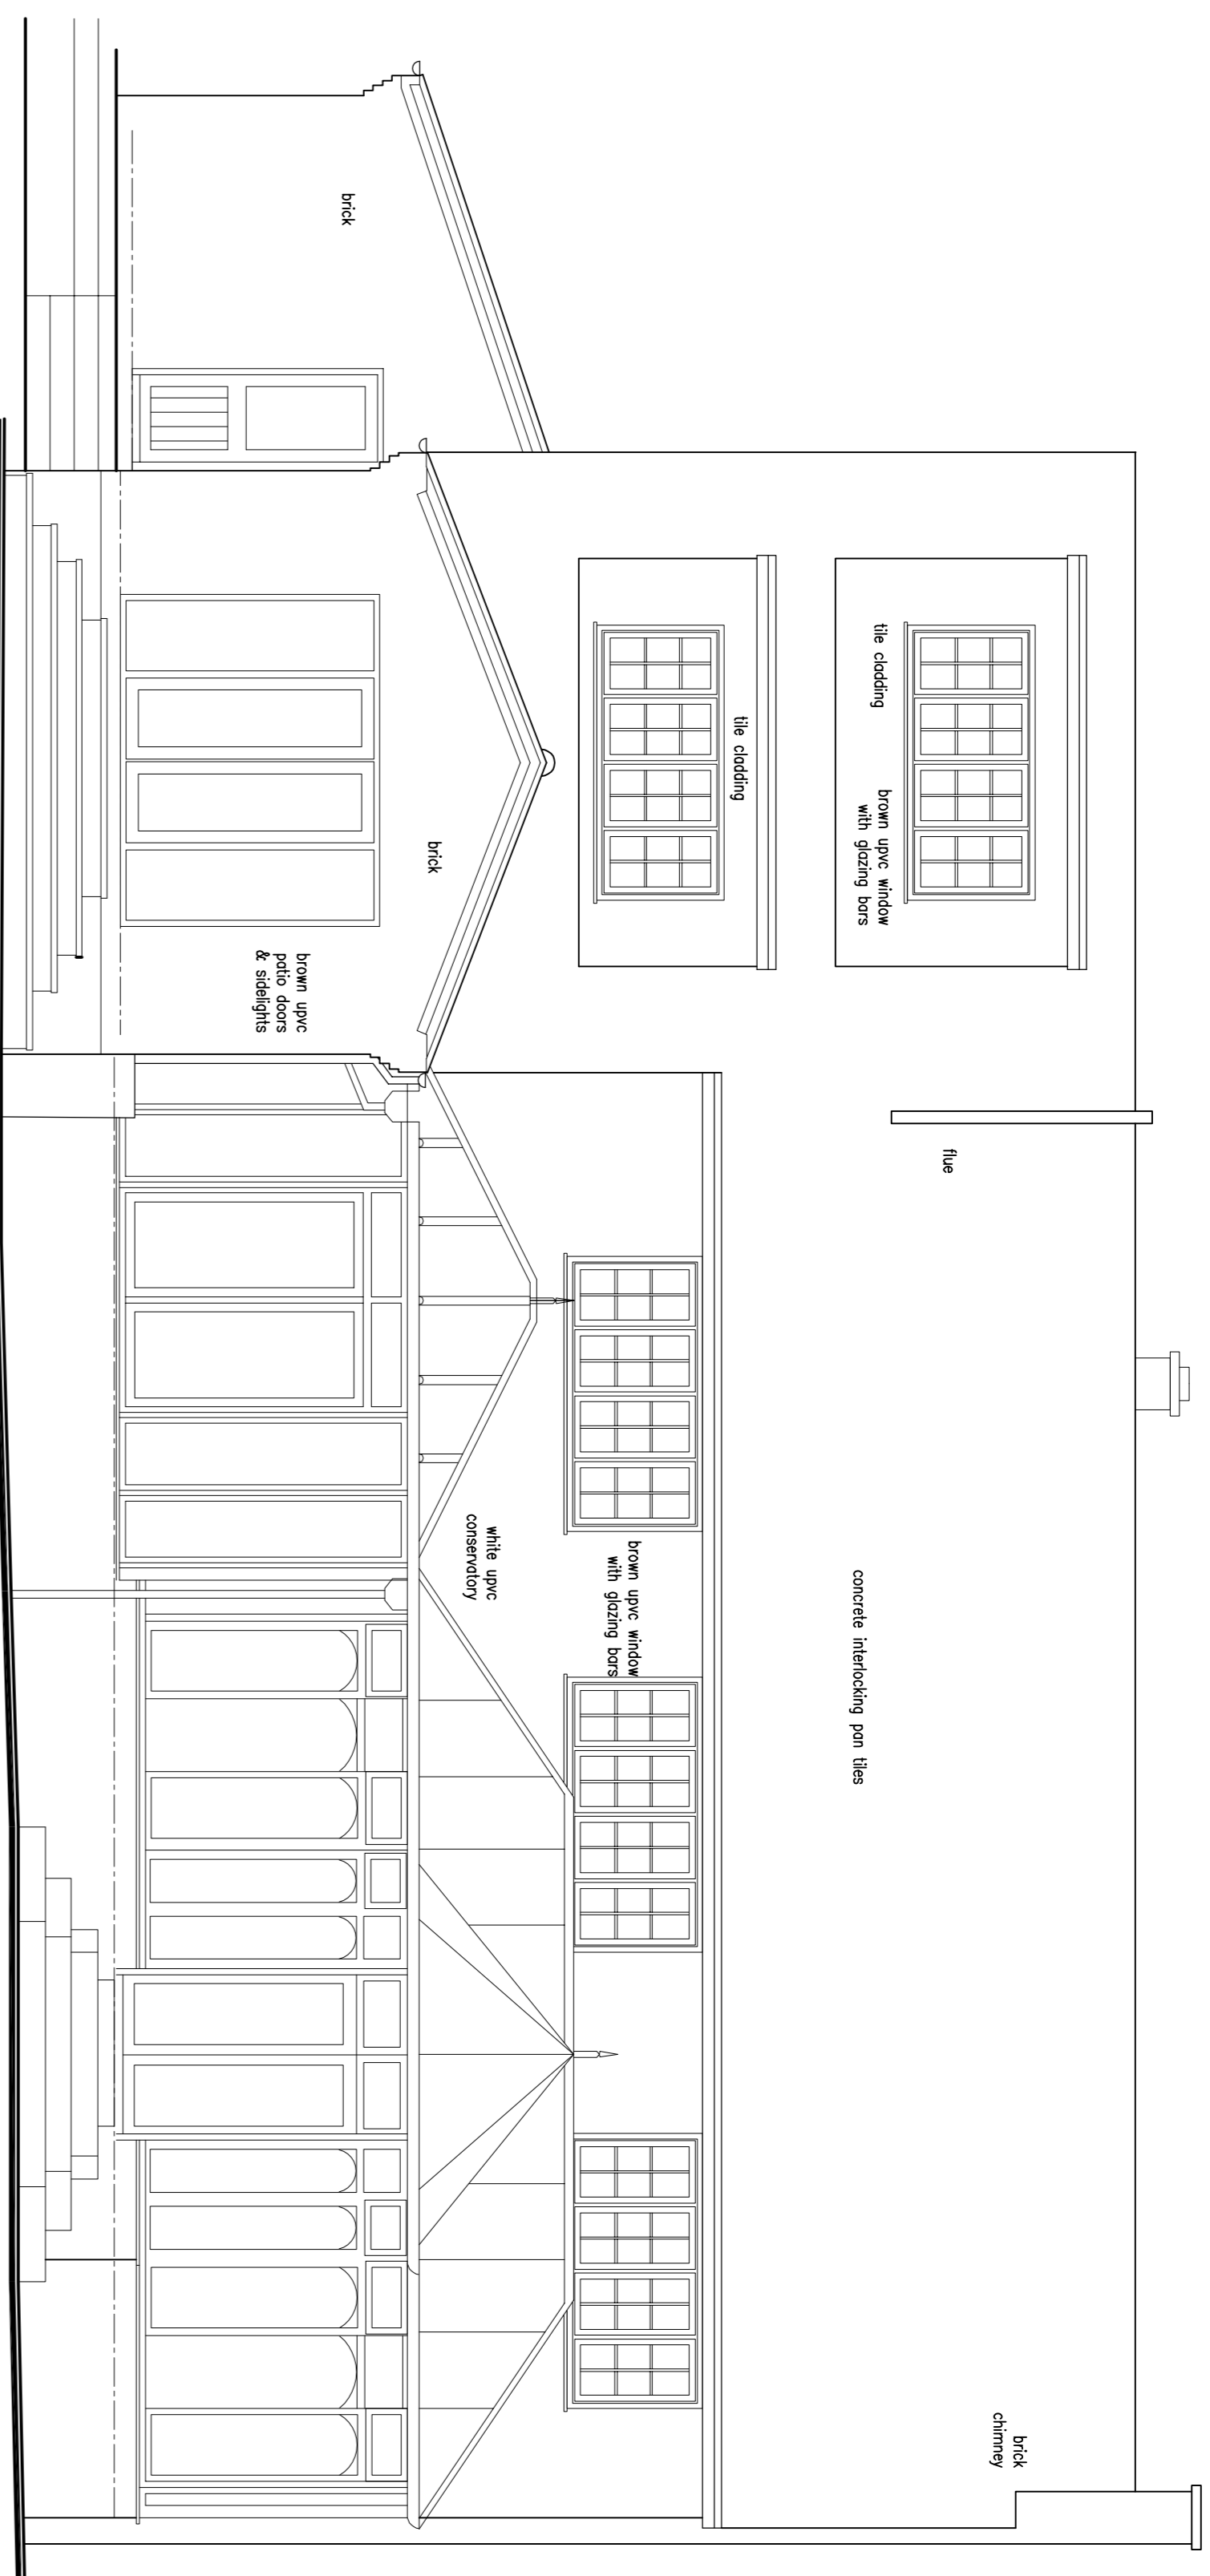 brick
tile cladding
brown upvc window
with glazing bars
tile cladding
brick
brown upvc
patio doors
& sidelights
flue
concrete interlocking pan tiles
brown upvc window
with glazing bars
white upvc
conservatory
brick
chimney